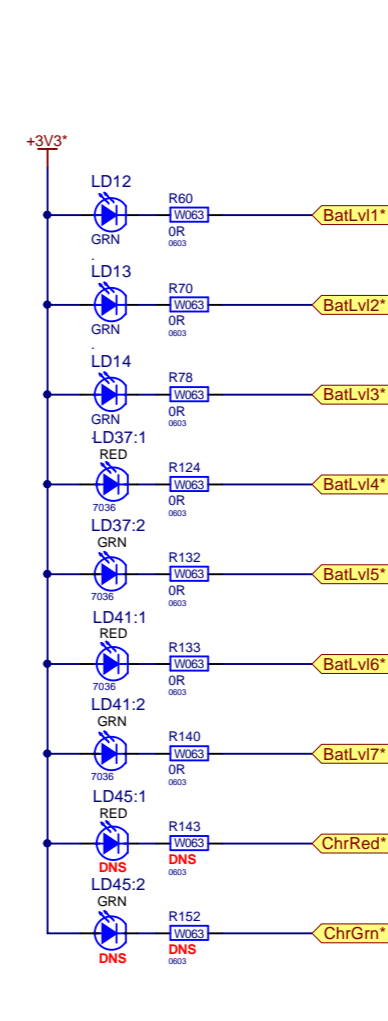 +3V3*
LD12
GRN
.
R60
W063
0R
0603
BatLvl1*
LD13
GRN
.
R70
W063
0R
0603
BatLvl2*
LD14
GRN
.
R78
W063
0R
0603
BatLvl3*
LD37:1
RED
7036
R124
W063
0R
0603
BatLvl4*
LD37:2
GRN
7036
R132
W063
0R
0603
BatLvl5*
LD41:1
RED
7036
R133
W063
0R
0603
BatLvl6*
LD41:2
GRN
7036
R140
W063
0R
0603
BatLvl7*
LD45:1
RED
DNS
R143
W063
DNS
0603
ChrRed*
LD45:2
GRN
DNS
R152
W063
DNS
0603
ChrGrn*